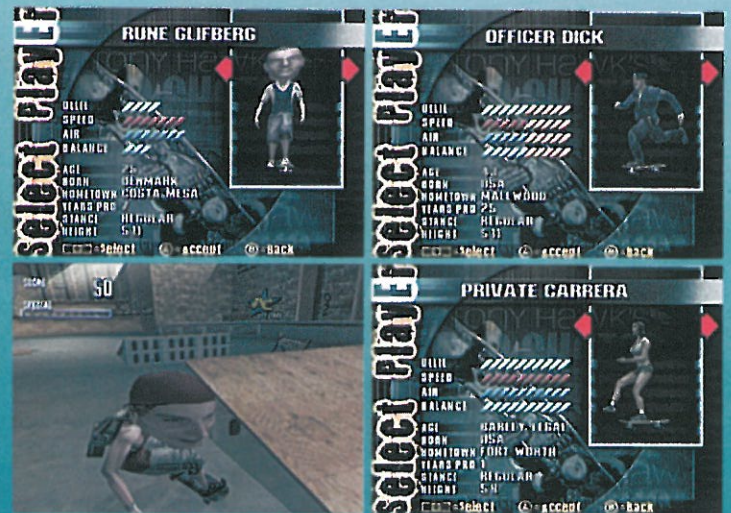 Select Player
RUNE GLIFBERG
OLLIE
SPEED
AIR
BALANCE
AGE 25
BORN DENMARK
HOMETOWN COSTA MESA
YEARS PRO
STANCE REGULAR
HEIGHT 5 11
=Select A =accept B =Back
Select Player
OFFICER DICK
OLLIE
SPEED
AIR
BALANCE
AGE 43
BORN USA
HOMETOWN MALLWOOD
YEARS PRO 25
STANCE REGULAR
HEIGHT 5 11
=Select A =accept B =Back
SCORE 50
SPECIAL
Select Player
PRIVATE CARRERA
OLLIE
SPEED
AIR
BALANCE
AGE BARELY LEGAL
BORN USA
HOMETOWN FORT WORTH
YEARS PRO 1
STANCE REGULAR
HEIGHT 5 8
=Select A =accept B =Back